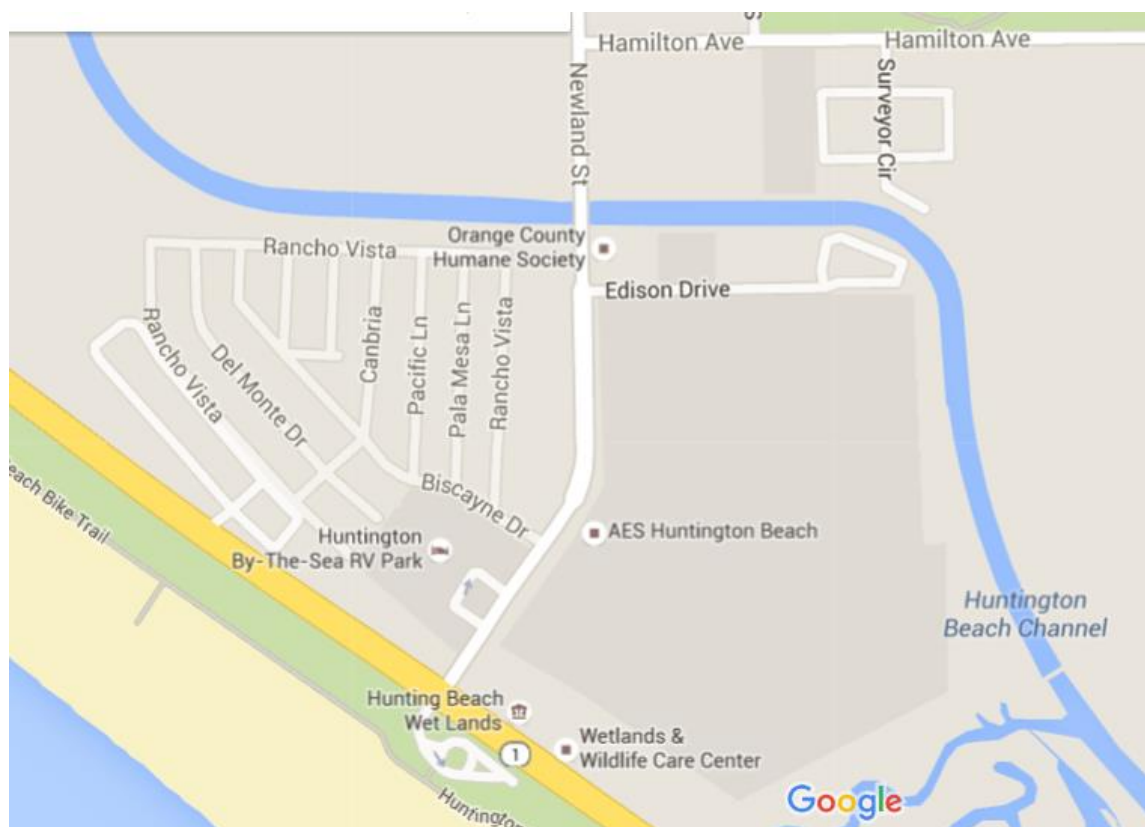 Hamilton Ave
Hamilton Ave
Newland St
Surveyor Cir
Orange County
Humane Society
Rancho Vista
Edison Drive
Rancho Vista
Del Monte Dr
Canbria
Pacific Ln
Pala Mesa Ln
Rancho Vista
Biscayne Dr
each Bike Trail
Huntington
By-The-Sea RV Park
AES Huntington Beach
Huntington
Beach Channel
Hunting Beach
Wet Lands
1
Wetlands &
Wildlife Care Center
Huntington
Google